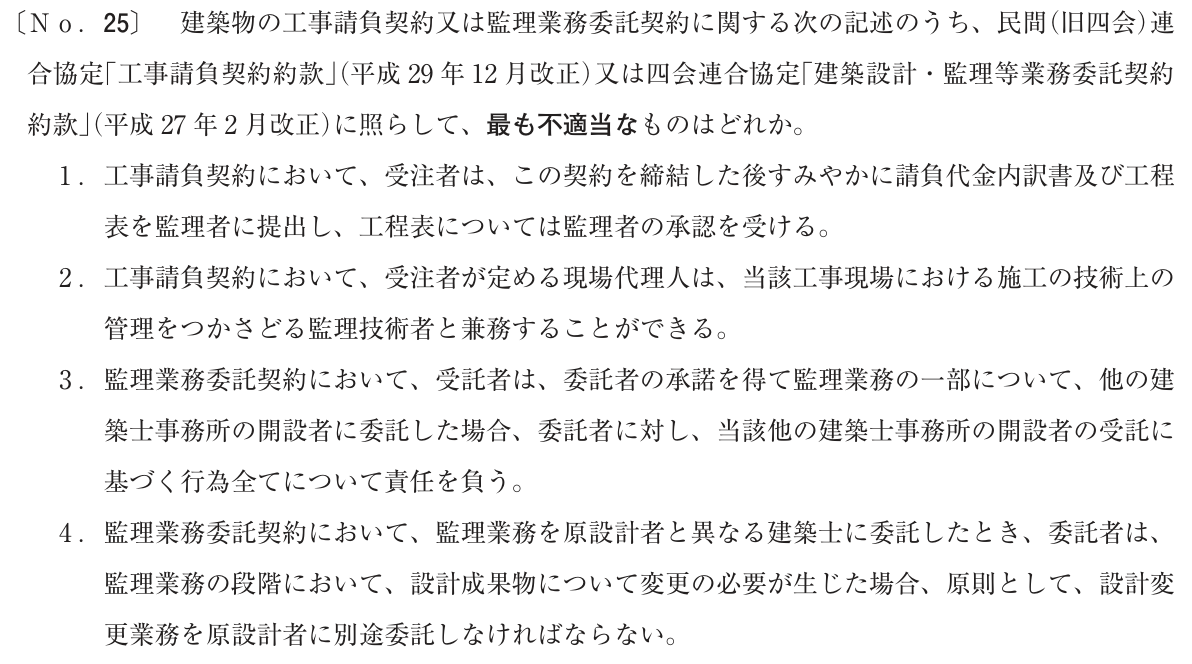 〔Ｎｏ．25〕　建築物の工事請負契約又は監理業務委託契約に関する次の記述のうち、民間(旧四会)連
合協定「工事請負契約約款」(平成 29 年 12 月改正)又は四会連合協定「建築設計・監理等業務委託契約
約款」(平成 27 年 2 月改正)に照らして、最も不適当なものはどれか。
1．工事請負契約において、受注者は、この契約を締結した後すみやかに請負代金内訳書及び工程
表を監理者に提出し、工程表については監理者の承認を受ける。
2．工事請負契約において、受注者が定める現場代理人は、当該工事現場における施工の技術上の
管理をつかさどる監理技術者と兼務することができる。
3．監理業務委託契約において、受託者は、委託者の承諾を得て監理業務の一部について、他の建
築士事務所の開設者に委託した場合、委託者に対し、当該他の建築士事務所の開設者の受託に
基づく行為全てについて責任を負う。
4．監理業務委託契約において、監理業務を原設計者と異なる建築士に委託したとき、委託者は、
監理業務の段階において、設計成果物について変更の必要が生じた場合、原則として、設計変
更業務を原設計者に別途委託しなければならない。